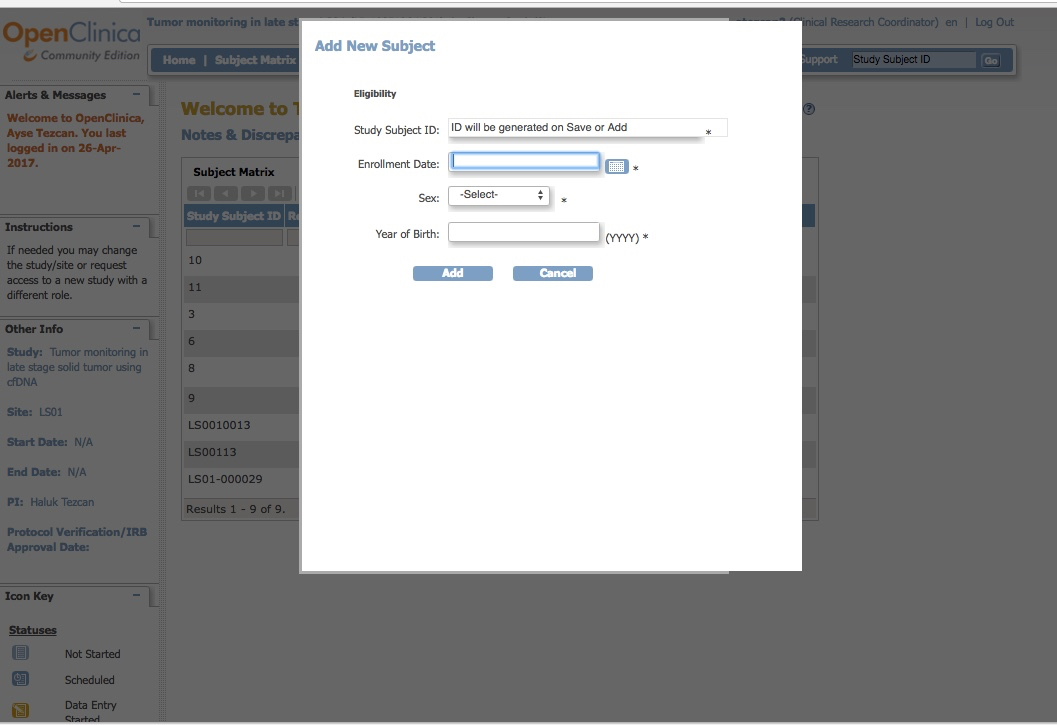 OpenClinica
Community Edition
Tumor monitoring in late st
(Clinical Research Coordinator) en | Log Out
Home | Subject Matrix
Support
Study Subject ID
Go
Alerts & Messages
Welcome to OpenClinica,
Ayse Tezcan. You last
logged in on 26-Apr-
2017.
Instructions
If needed you may change
the study/site or request
access to a new study with a
different role.
Other Info
Study: Tumor monitoring in
late stage solid tumor using
cfDNA
Site: LS01
Start Date: N/A
End Date: N/A
PI: Haluk Tezcan
Protocol Verification/IRB
Approval Date:
Icon Key
Statuses
Not Started
Scheduled
Data Entry
Started
Welcome to T
Notes & Discrepa
Subject Matrix
Study Subject ID
10
11
3
6
8
9
LS0010013
LS00113
LS01-000029
Results 1 - 9 of 9.
Add New Subject
Eligibility
Study Subject ID: ID will be generated on Save or Add *
Enrollment Date: *
Sex: -Select- *
Year of Birth: (YYYY) *
Add Cancel